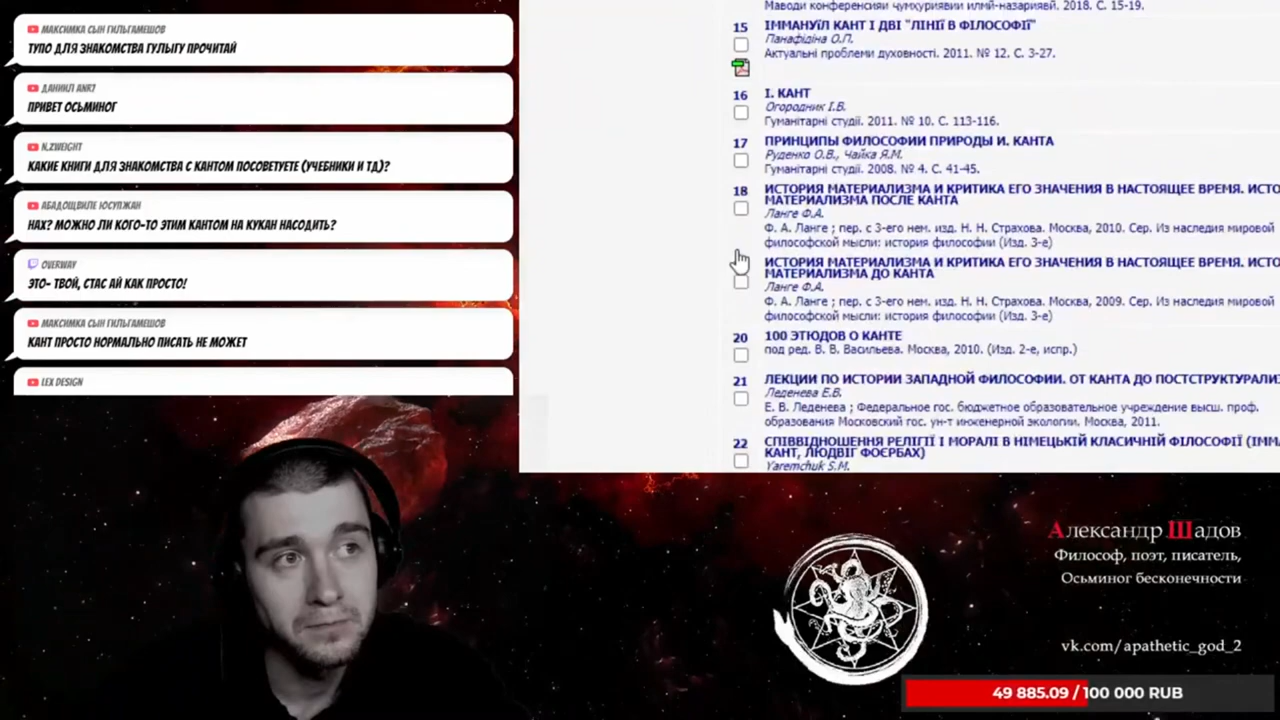 МАКСИМКА СЫН ГИЛЬГАМЕШОВ
ТУПО ДЛЯ ЗНАКОМСТВА ГУЛЫГУ ПРОЧИТАЙ
ДАНИИЛ ANR7
ПРИВЕТ ОСЬМИНОГ
N.ZWEIGHT
КАКИЕ КНИГИ ДЛЯ ЗНАКОМСТВА С КАНТОМ ПОСОВЕТУЕТЕ (УЧЕБНИКИ И ТД)?
АБАДОЩВИЛЕ ЮСУПЖАН
НАХ? МОЖНО ЛИ КОГО-ТО ЭТИМ КАНТОМ НА КУКАН НАСОДИТЬ?
OVERWAY
ЭТО- ТВОЙ, СТАС АЙ КАК ПРОСТО!
МАКСИМКА СЫН ГИЛЬГАМЕШОВ
КАНТ ПРОСТО НОРМАЛЬНО ПИСАТЬ НЕ МОЖЕТ
LEX DESIGN
Маводи конференсияи чумхуриявии илмй-назариявй. 2018. С. 15-19.
15 ІММАНУїЛ КАНТ І ДВІ "ЛІНІЇ В ФІЛОСОФІЇ"
Панафідіна О.П.
Актуальні проблеми духовності. 2011. № 12. С. 3-27.
16 І. КАНТ
Огородник І.В.
Гуманітарні студії. 2011. № 10. С. 113-116.
17 ПРИНЦИПЫ ФИЛОСОФИИ ПРИРОДЫ И. КАНТА
Руденко О.В., Чайка Я.М.
Гуманітарні студії. 2008. № 4. С. 41-45.
18 ИСТОРИЯ МАТЕРИАЛИЗМА И КРИТИКА ЕГО ЗНАЧЕНИЯ В НАСТОЯЩЕЕ ВРЕМЯ. ИСТО
МАТЕРИАЛИЗМА ПОСЛЕ КАНТА
Ланге Ф.А.
Ф. А. Ланге ; пер. с 3-его нем. изд. Н. Н. Страхова. Москва, 2010. Сер. Из наследия мировой
философской мысли: история философии (Изд. 3-е)
ИСТОРИЯ МАТЕРИАЛИЗМА И КРИТИКА ЕГО ЗНАЧЕНИЯ В НАСТОЯЩЕЕ ВРЕМЯ. ИСТО
МАТЕРИАЛИЗМА ДО КАНТА
Ланге Ф.А.
Ф. А. Ланге ; пер. с 3-его нем. изд. Н. Н. Страхова. Москва, 2009. Сер. Из наследия мировой
философской мысли: история философии (Изд. 3-е)
20 100 ЭТЮДОВ О КАНТЕ
под ред. В. В. Васильева. Москва, 2010. (Изд. 2-е, испр.)
21 ЛЕКЦИИ ПО ИСТОРИИ ЗАПАДНОЙ ФИЛОСОФИИ. ОТ КАНТА ДО ПОСТСТРУКТУРАЛИЗ
Леденева Е.В.
Е. В. Леденева ; Федеральное гос. бюджетное образовательное учреждение высш. проф.
образования Московский гос. ун-т инженерной экологии. Москва, 2011.
22 СПІВВІДНОШЕННЯ РЕЛІГІЇ І МОРАЛІ В НІМЕЦЬКІЙ КЛАСИЧНІЙ ФІЛОСОФІЇ (ІММА
КАНТ, ЛЮДВІГ ФОЄРБАХ)
Yaremchuk S.M.
Александр Шадов
Философ, поэт, писатель,
Осьминог бесконечности
vk.com/apathetic_god_2
49 885.09 / 100 000 RUB